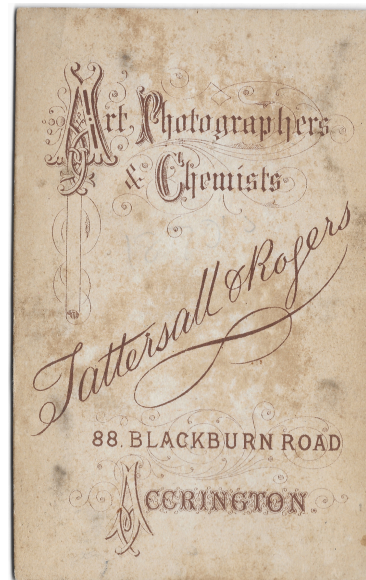 Art Photographers
& Chemists
Tattersall & Rogers
88. BLACKBURN ROAD
ACCRINGTON.